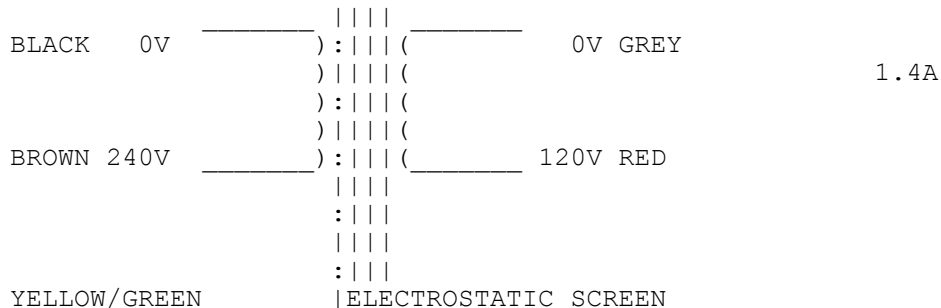 BLACK 0V 0V GREY
1.4A
BROWN 240V 120V RED
YELLOW/GREEN ELECTROSTATIC SCREEN